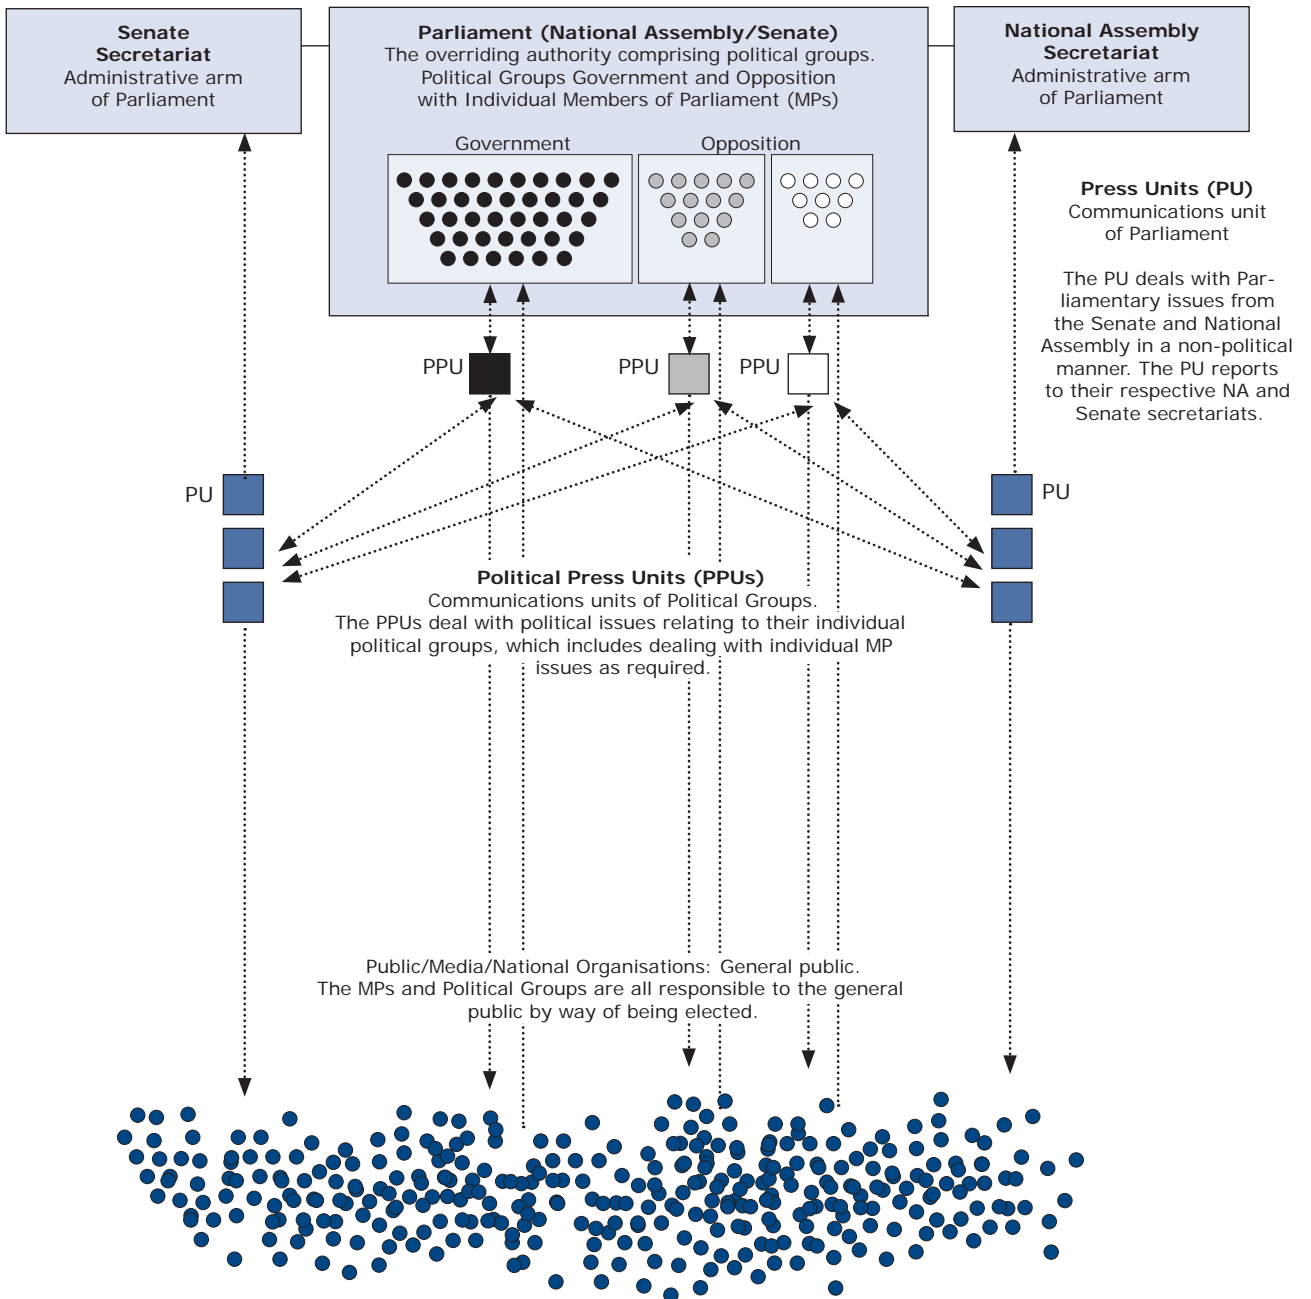 Senate
Secretariat
Administrative arm
of Parliament
Parliament (National Assembly/Senate)
The overriding authority comprising political groups.
Political Groups Government and Opposition
with Individual Members of Parliament (MPs)
National Assembly
Secretariat
Administrative arm
of Parliament
Government
Opposition
Press Units (PU)
Communications unit
of Parliament
The PU deals with Par-
liamentary issues from
the Senate and National
Assembly in a non-political
manner. The PU reports
to their respective NA and
Senate secretariats.
PPU
PPU
PPU
PU
PU
Political Press Units (PPUs)
Communications units of Political Groups.
The PPUs deal with political issues relating to their individual
political groups, which includes dealing with individual MP
issues as required.
Public/Media/National Organisations: General public.
The MPs and Political Groups are all responsible to the general
public by way of being elected.